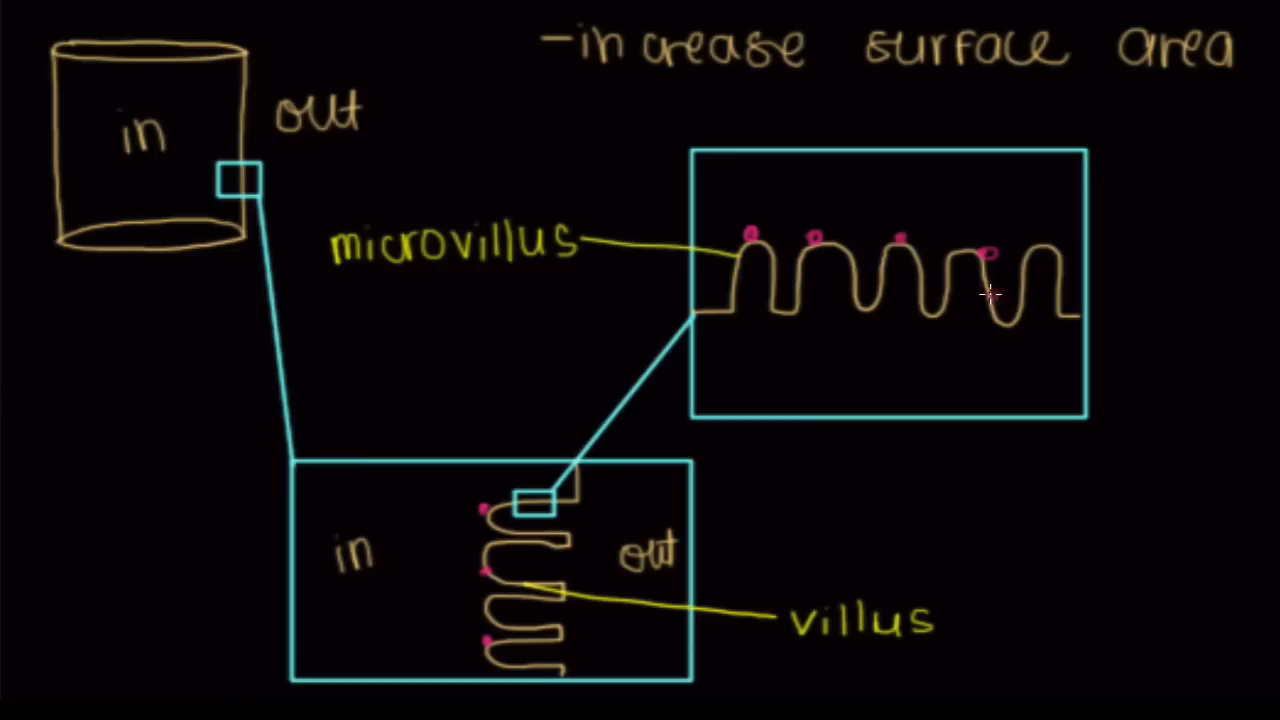 -increase surface area
in
out
microvillus
in
out
villus